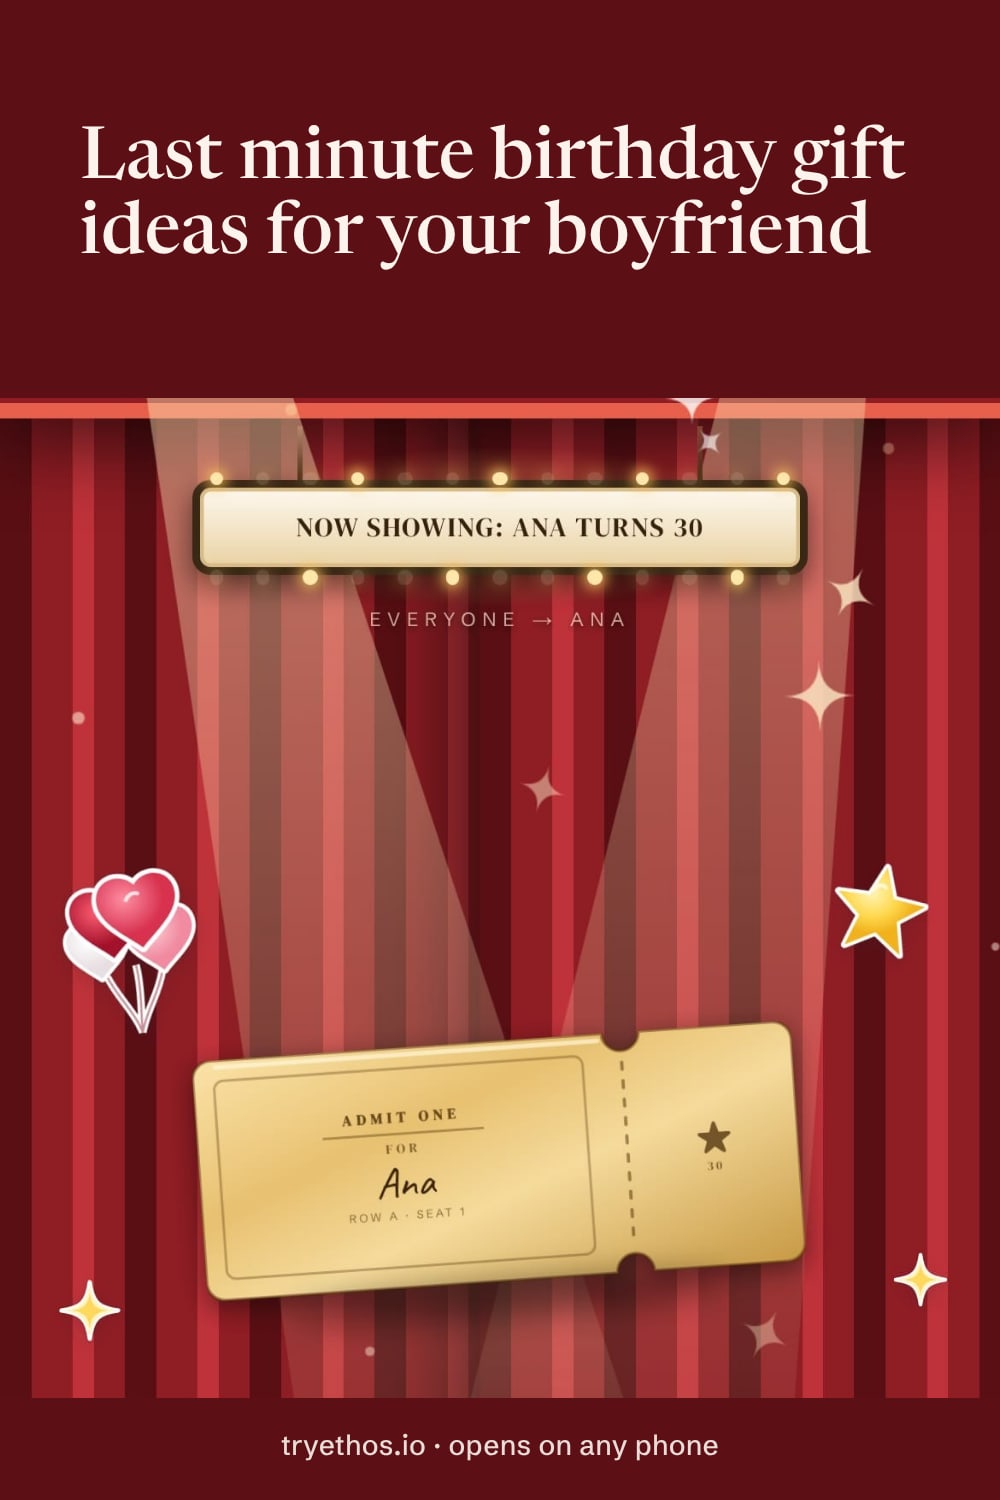 Last minute birthday gift
ideas for your boyfriend
NOW SHOWING: ANA TURNS 30
EVERYONE → ANA
ADMIT ONE
FOR
Ana
ROW A · SEAT 1
30
tryethos.io · opens on any phone